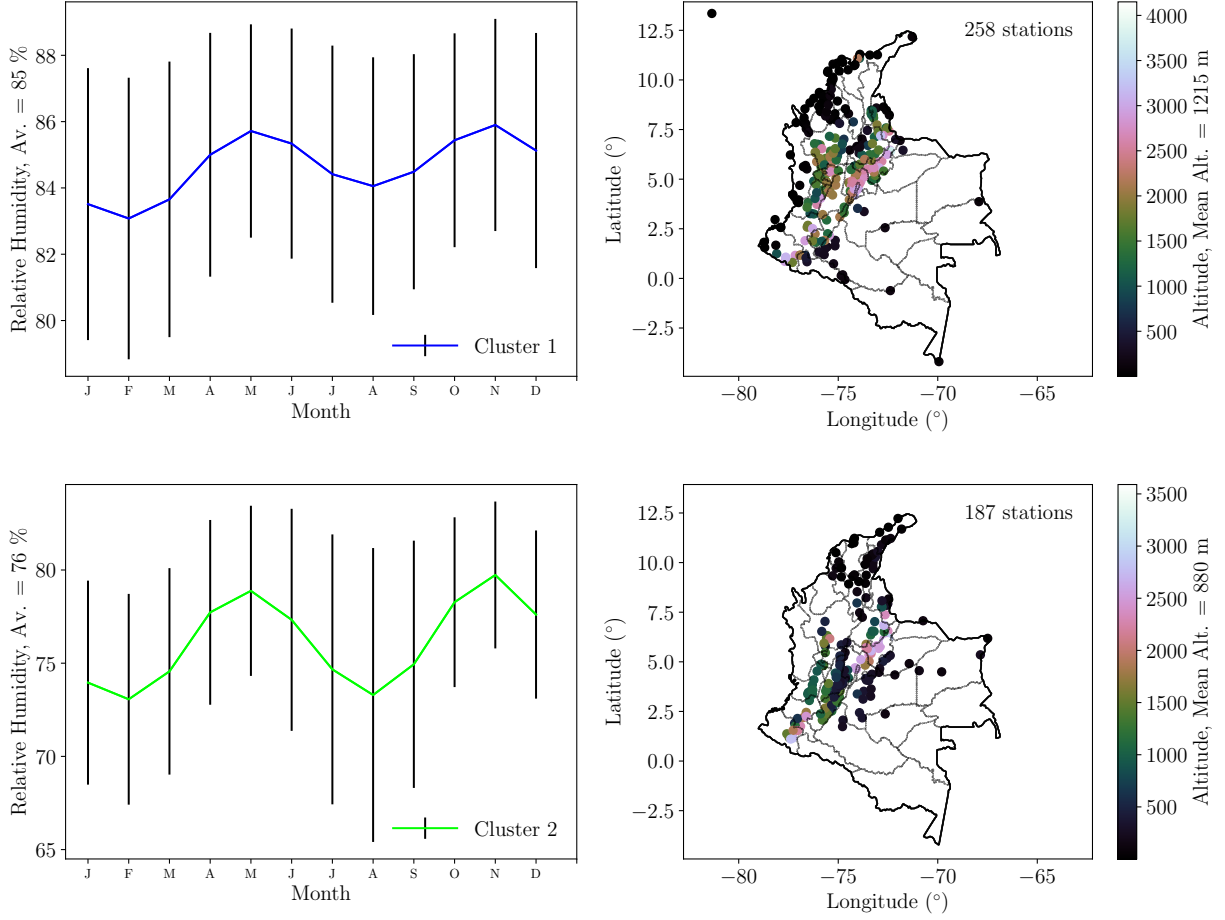 88
86
84
82
80
Relative Humidity, Av. = 85 %
Cluster 1
J F M A M J J A S O N D
Month
258 stations
12.5
10.0
7.5
5.0
2.5
0.0
−2.5
Latitude (°)
−80 −75 −70 −65
Longitude (°)
4000
3500
3000
2500
2000
1500
1000
500
Altitude, Mean Alt. = 1215 m
80
75
70
65
Relative Humidity, Av. = 76 %
Cluster 2
J F M A M J J A S O N D
Month
187 stations
12.5
10.0
7.5
5.0
2.5
0.0
−2.5
Latitude (°)
−80 −75 −70 −65
Longitude (°)
3500
3000
2500
2000
1500
1000
500
Altitude, Mean Alt. = 880 m